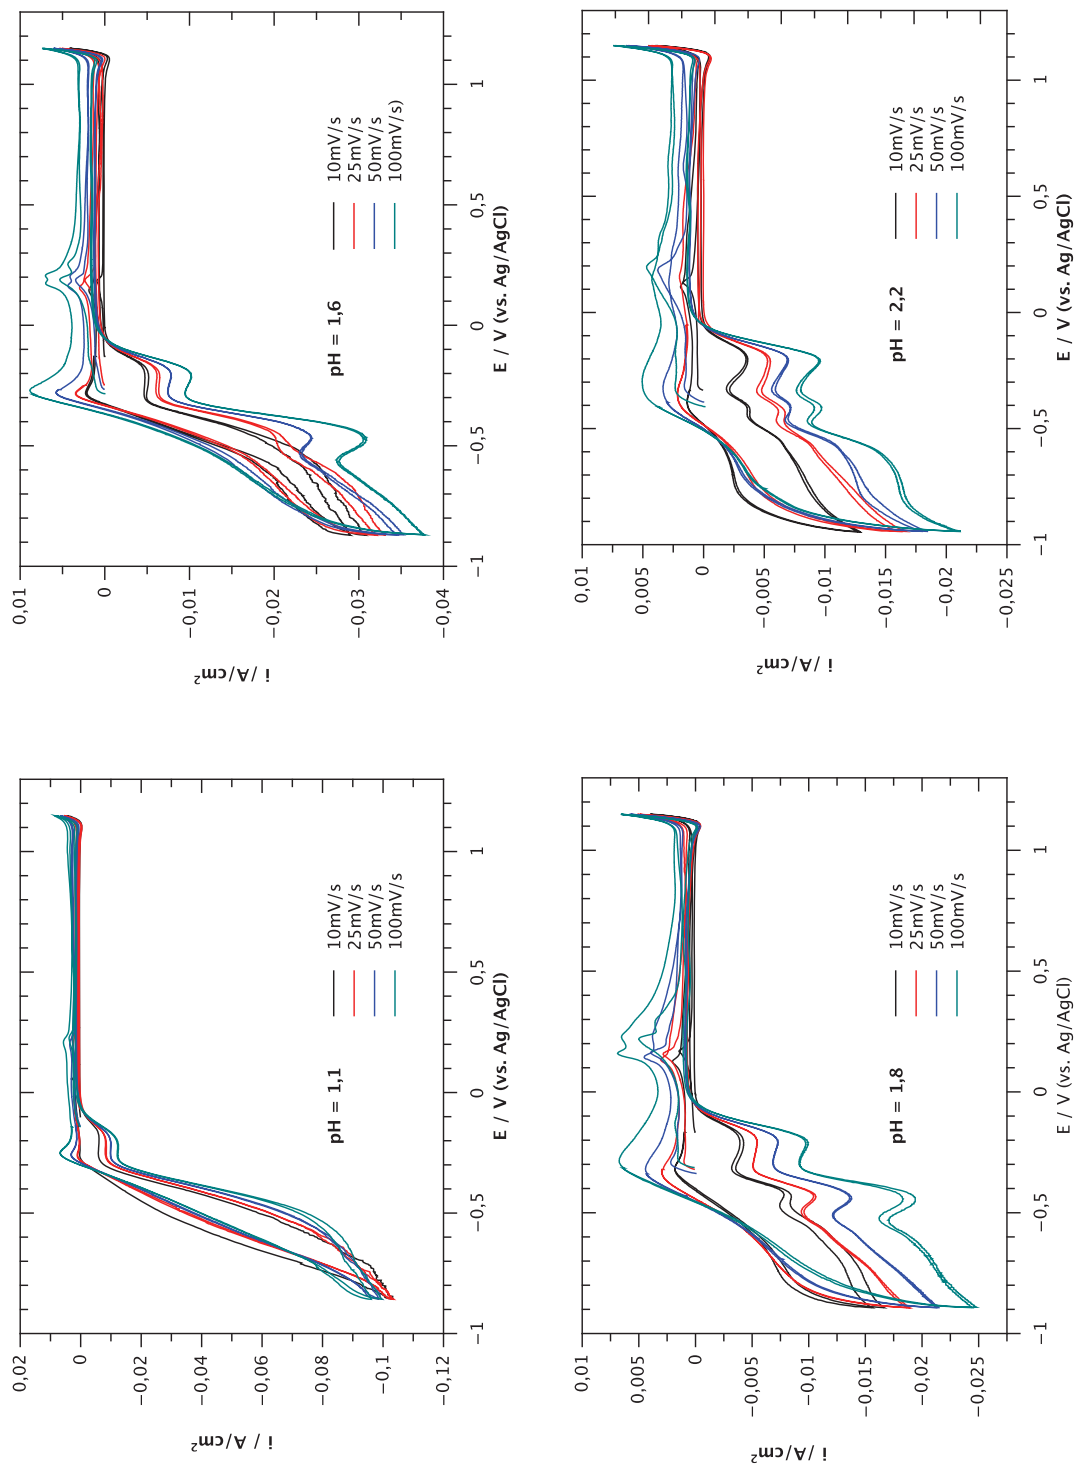 0,02
0
−0,02
−0,04
−0,06
−0,08
−0,1
−0,12
i / A/cm²
−1
−0,5
0
0,5
1
E / V (vs. Ag/AgCl)
pH = 1,1
10mV/s
25mV/s
50mV/s
100mV/s
0,01
0
−0,01
−0,02
−0,03
−0,04
i / A/cm²
−1
−0,5
0
0,5
1
E / V (vs. Ag/AgCl)
pH = 1,6
10mV/s
25mV/s
50mV/s
100mV/s)
0,01
0,005
0
−0,005
−0,01
−0,015
−0,02
−0,025
i / A/cm²
−1
−0,5
0
0,5
1
E / V (vs. Ag/AgCl)
pH = 1,8
10mV/s
25mV/s
50mV/s
100mV/s
0,01
0,005
0
−0,005
−0,01
−0,015
−0,02
−0,025
i / A/cm²
−1
−0,5
0
0,5
1
E / V (vs. Ag/AgCl)
pH = 2,2
10mV/s
25mV/s
50mV/s
100mV/s